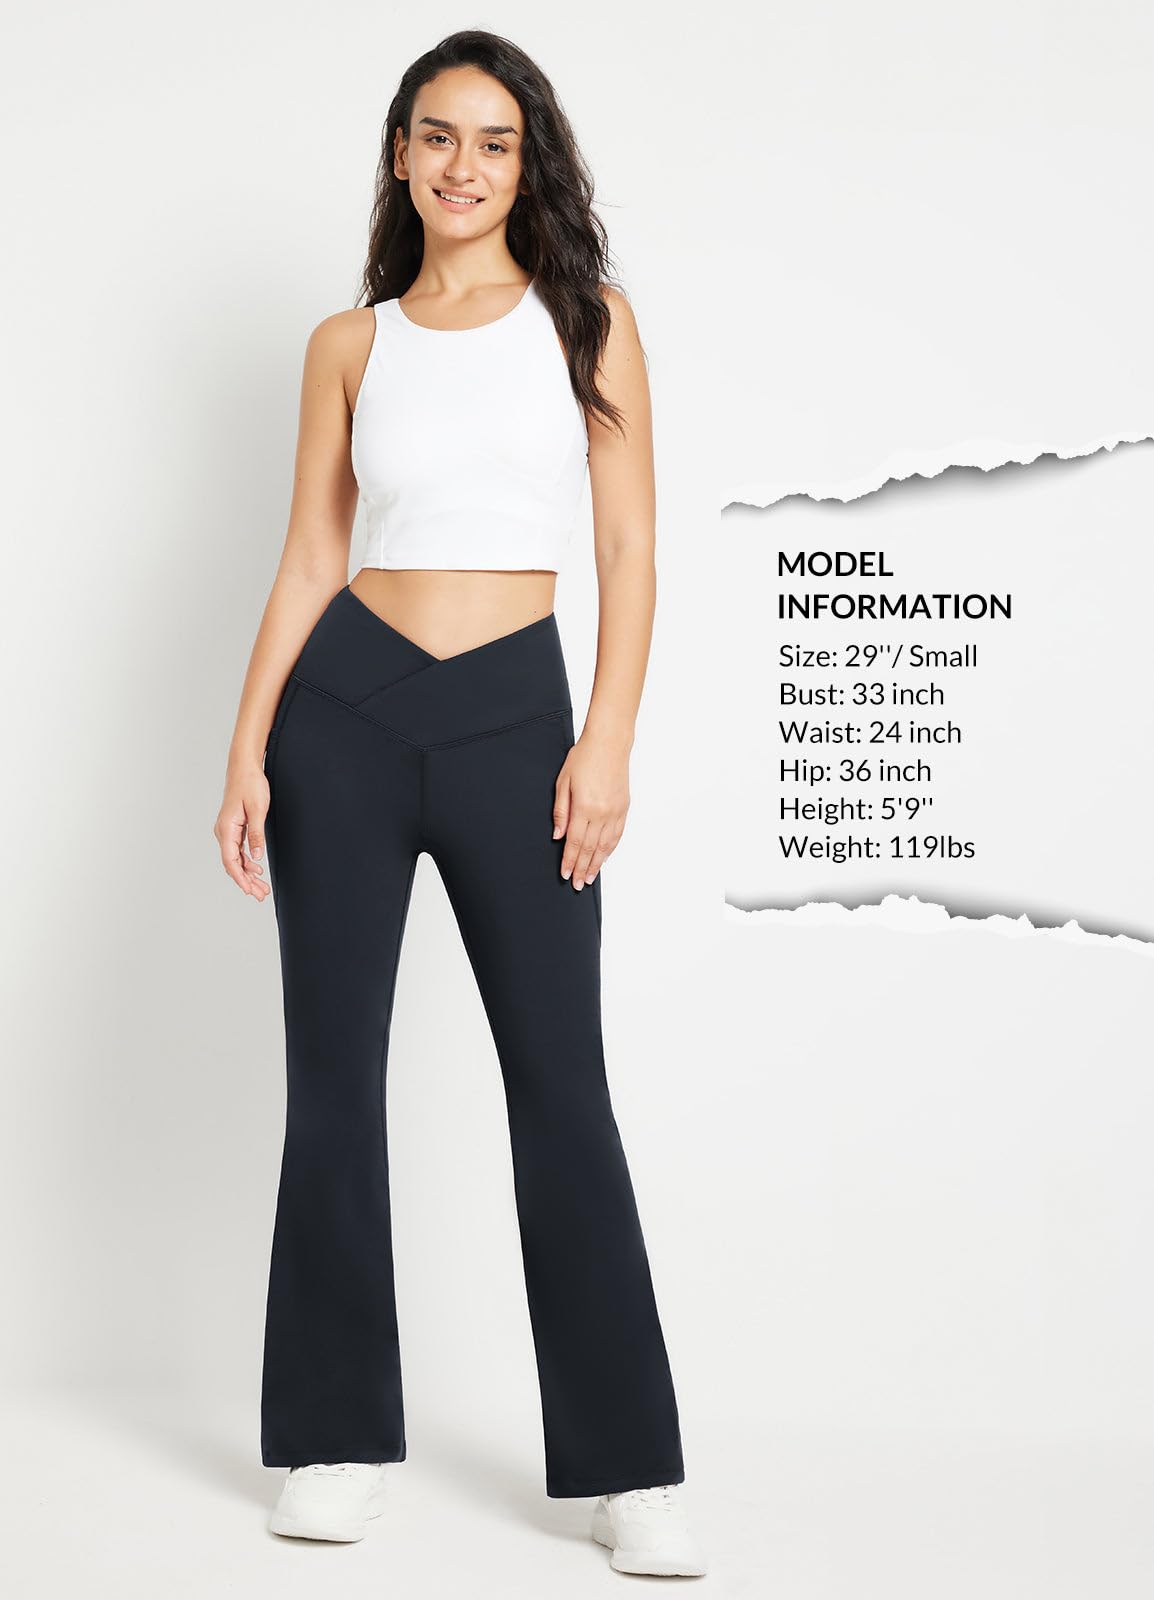 MODEL
INFORMATION
Size: 29''/ Small
Bust: 33 inch
Waist: 24 inch
Hip: 36 inch
Height: 5'9''
Weight: 119lbs